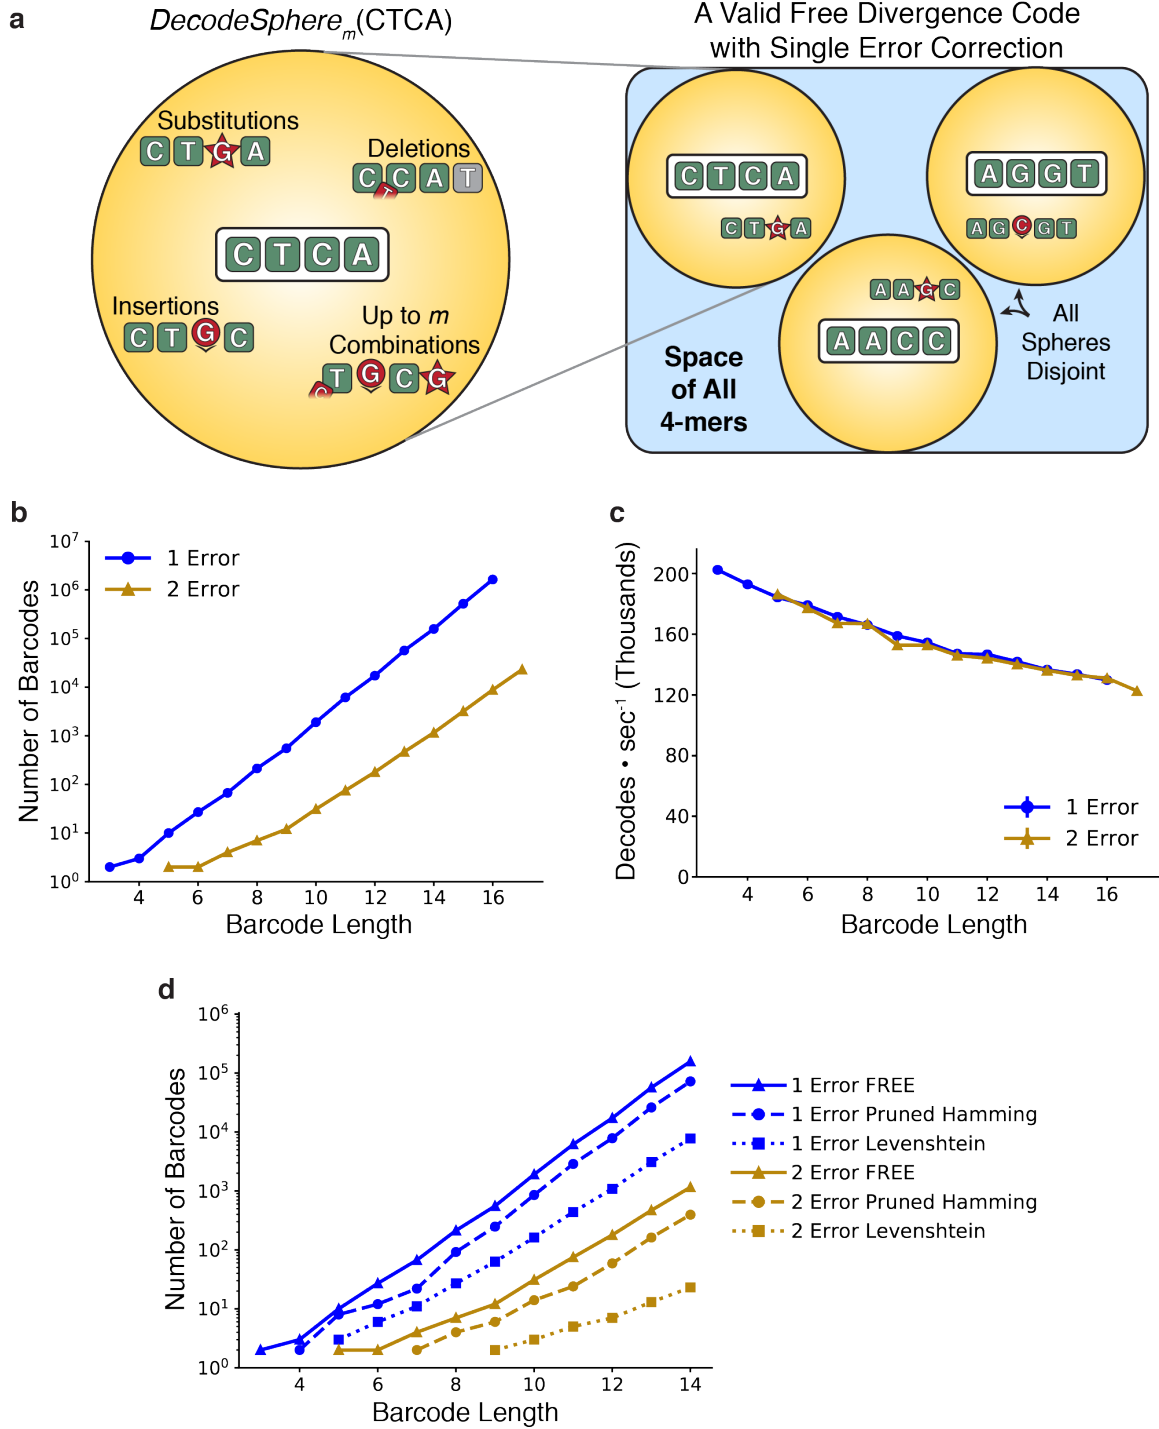 a
DecodeSphere_m(CTCA)
A Valid Free Divergence Code
with Single Error Correction
Substitutions
C T G A
Deletions
C T C A T
C T C A
Insertions
C T G C
Up to m
Combinations
C T G C G
C T C A
C T G A
A G G T
A G C G T
A A G C
A A C C
All
Spheres
Disjoint
Space
of All
4-mers
b
Number of Barcodes
10^7
10^6
10^5
10^4
10^3
10^2
10^1
10^0
1 Error
2 Error
4 6 8 10 12 14 16
Barcode Length
c
Decodes • sec^-1 (Thousands)
200
160
120
80
40
0
1 Error
2 Error
4 6 8 10 12 14 16
Barcode Length
d
Number of Barcodes
10^6
10^5
10^4
10^3
10^2
10^1
10^0
4 6 8 10 12 14
Barcode Length
1 Error FREE
1 Error Pruned Hamming
1 Error Levenshtein
2 Error FREE
2 Error Pruned Hamming
2 Error Levenshtein